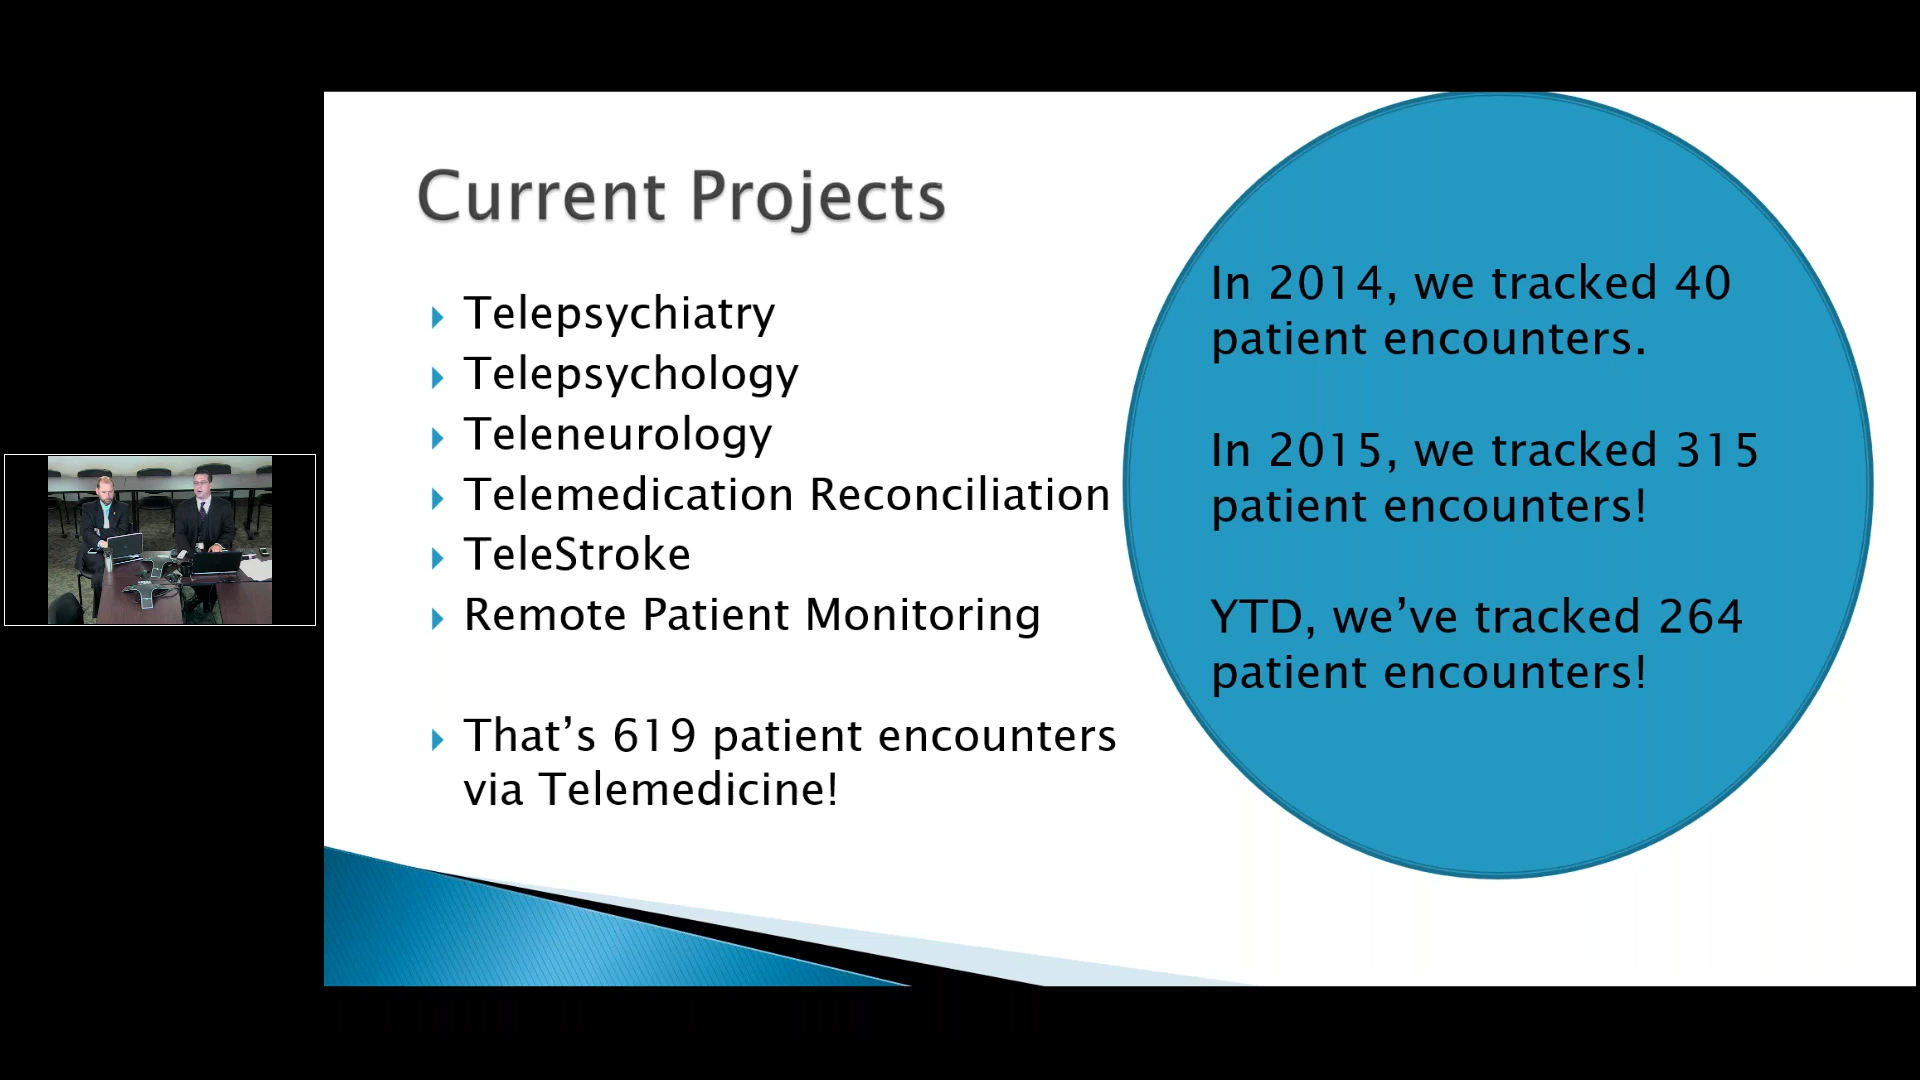 Current Projects
Telepsychiatry
Telepsychology
Teleneurology
Telemedication Reconciliation
TeleStroke
Remote Patient Monitoring
That’s 619 patient encounters
via Telemedicine!
In 2014, we tracked 40
patient encounters.
In 2015, we tracked 315
patient encounters!
YTD, we’ve tracked 264
patient encounters!